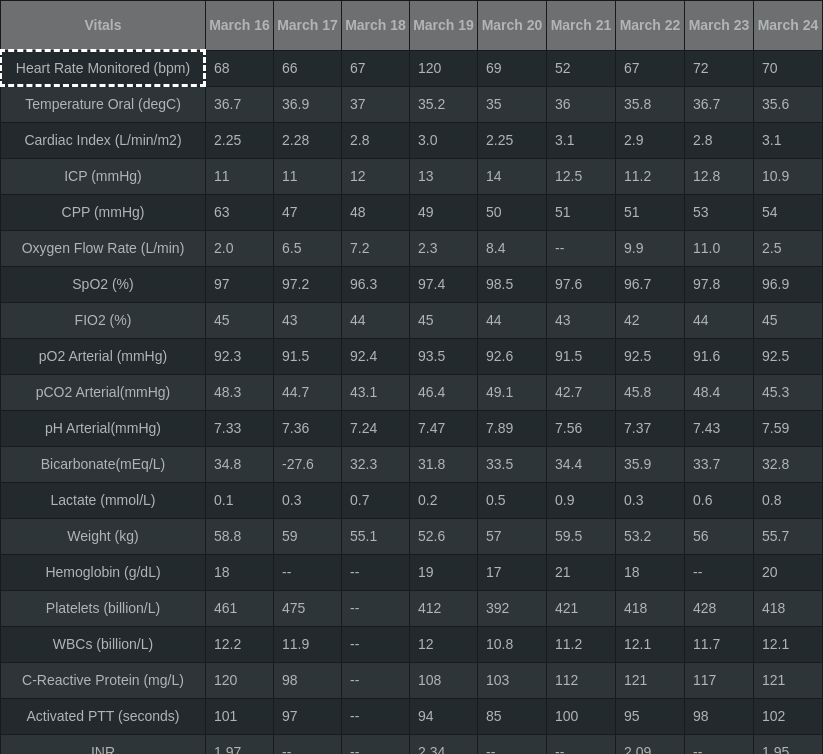 Vitals March 16 March 17 March 18 March 19 March 20 March 21 March 22 March 23 March 24
Heart Rate Monitored (bpm) 68 66 67 120 69 52 67 72 70
Temperature Oral (degC) 36.7 36.9 37 35.2 35 36 35.8 36.7 35.6
Cardiac Index (L/min/m2) 2.25 2.28 2.8 3.0 2.25 3.1 2.9 2.8 3.1
ICP (mmHg) 11 11 12 13 14 12.5 11.2 12.8 10.9
CPP (mmHg) 63 47 48 49 50 51 51 53 54
Oxygen Flow Rate (L/min) 2.0 6.5 7.2 2.3 8.4 -- 9.9 11.0 2.5
SpO2 (%) 97 97.2 96.3 97.4 98.5 97.6 96.7 97.8 96.9
FIO2 (%) 45 43 44 45 44 43 42 44 45
pO2 Arterial (mmHg) 92.3 91.5 92.4 93.5 92.6 91.5 92.5 91.6 92.5
pCO2 Arterial(mmHg) 48.3 44.7 43.1 46.4 49.1 42.7 45.8 48.4 45.3
pH Arterial(mmHg) 7.33 7.36 7.24 7.47 7.89 7.56 7.37 7.43 7.59
Bicarbonate(mEq/L) 34.8 -27.6 32.3 31.8 33.5 34.4 35.9 33.7 32.8
Lactate (mmol/L) 0.1 0.3 0.7 0.2 0.5 0.9 0.3 0.6 0.8
Weight (kg) 58.8 59 55.1 52.6 57 59.5 53.2 56 55.7
Hemoglobin (g/dL) 18 -- -- 19 17 21 18 -- 20
Platelets (billion/L) 461 475 -- 412 392 421 418 428 418
WBCs (billion/L) 12.2 11.9 -- 12 10.8 11.2 12.1 11.7 12.1
C-Reactive Protein (mg/L) 120 98 -- 108 103 112 121 117 121
Activated PTT (seconds) 101 97 -- 94 85 100 95 98 102
INR 1.97 -- -- 2.34 -- -- 2.09 -- 1.95